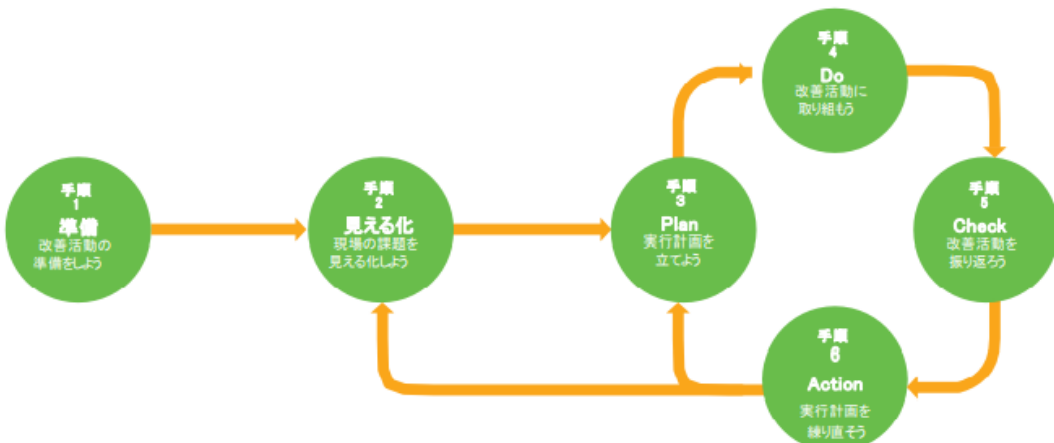 手順
1
準備
改善活動の
準備をしよう
手順
2
見える化
現場の課題を
見える化しよう
手順
3
Plan
実行計画を
立てよう
手順
4
Do
改善活動に
取り組もう
手順
5
Check
改善活動を
振り返ろう
手順
6
Action
実行計画を
練り直そう